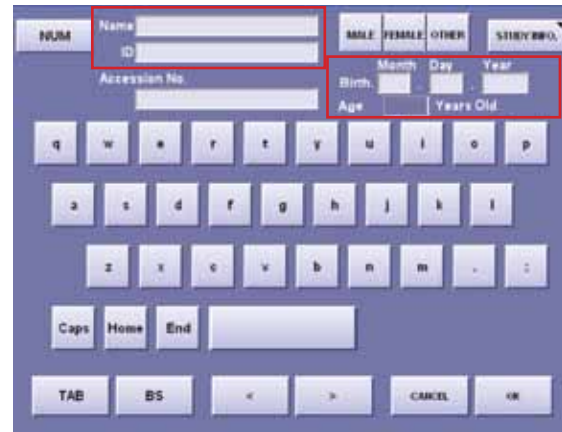 NUM
Name
MALE FEMALE OTHER STUDY INFO.
ID
Month Day Year
Accession No.
Birth. . .
Age Years Old
q w e r t y u i o p
a s d f g h j k l
z x c v b n m . :
Caps Home End
TAB BS < > CANCEL OK